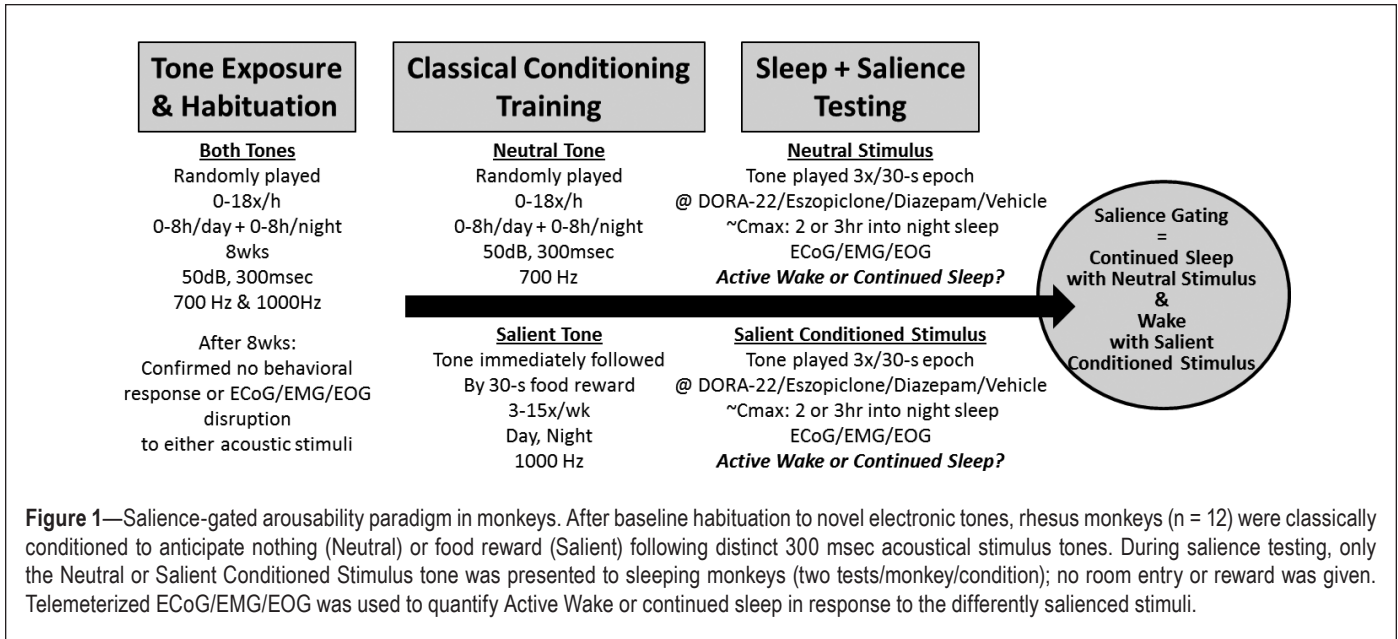 Tone Exposure
& Habituation
Both Tones
Randomly played
0-18x/h
0-8h/day + 0-8h/night
8wks
50dB, 300msec
700 Hz & 1000Hz
After 8wks:
Confirmed no behavioral
response or ECoG/EMG/EOG
disruption
to either acoustic stimuli
Classical Conditioning
Training
Neutral Tone
Randomly played
0-18x/h
0-8h/day + 0-8h/night
50dB, 300msec
700 Hz
Salient Tone
Tone immediately followed
By 30-s food reward
3-15x/wk
Day, Night
1000 Hz
Sleep + Salience
Testing
Neutral Stimulus
Tone played 3x/30-s epoch
@ DORA-22/Eszopiclone/Diazepam/Vehicle
~Cmax: 2 or 3hr into night sleep
ECoG/EMG/EOG
Active Wake or Continued Sleep?
Salient Conditioned Stimulus
Tone played 3x/30-s epoch
@ DORA-22/Eszopiclone/Diazepam/Vehicle
~Cmax: 2 or 3hr into night sleep
ECoG/EMG/EOG
Active Wake or Continued Sleep?
Salience Gating
=
Continued Sleep
with Neutral Stimulus
&
Wake
with Salient
Conditioned Stimulus
Figure 1—Salience-gated arousability paradigm in monkeys. After baseline habituation to novel electronic tones, rhesus monkeys (n = 12) were classically
conditioned to anticipate nothing (Neutral) or food reward (Salient) following distinct 300 msec acoustical stimulus tones. During salience testing, only
the Neutral or Salient Conditioned Stimulus tone was presented to sleeping monkeys (two tests/monkey/condition); no room entry or reward was given.
Telemeterized ECoG/EMG/EOG was used to quantify Active Wake or continued sleep in response to the differently salienced stimuli.